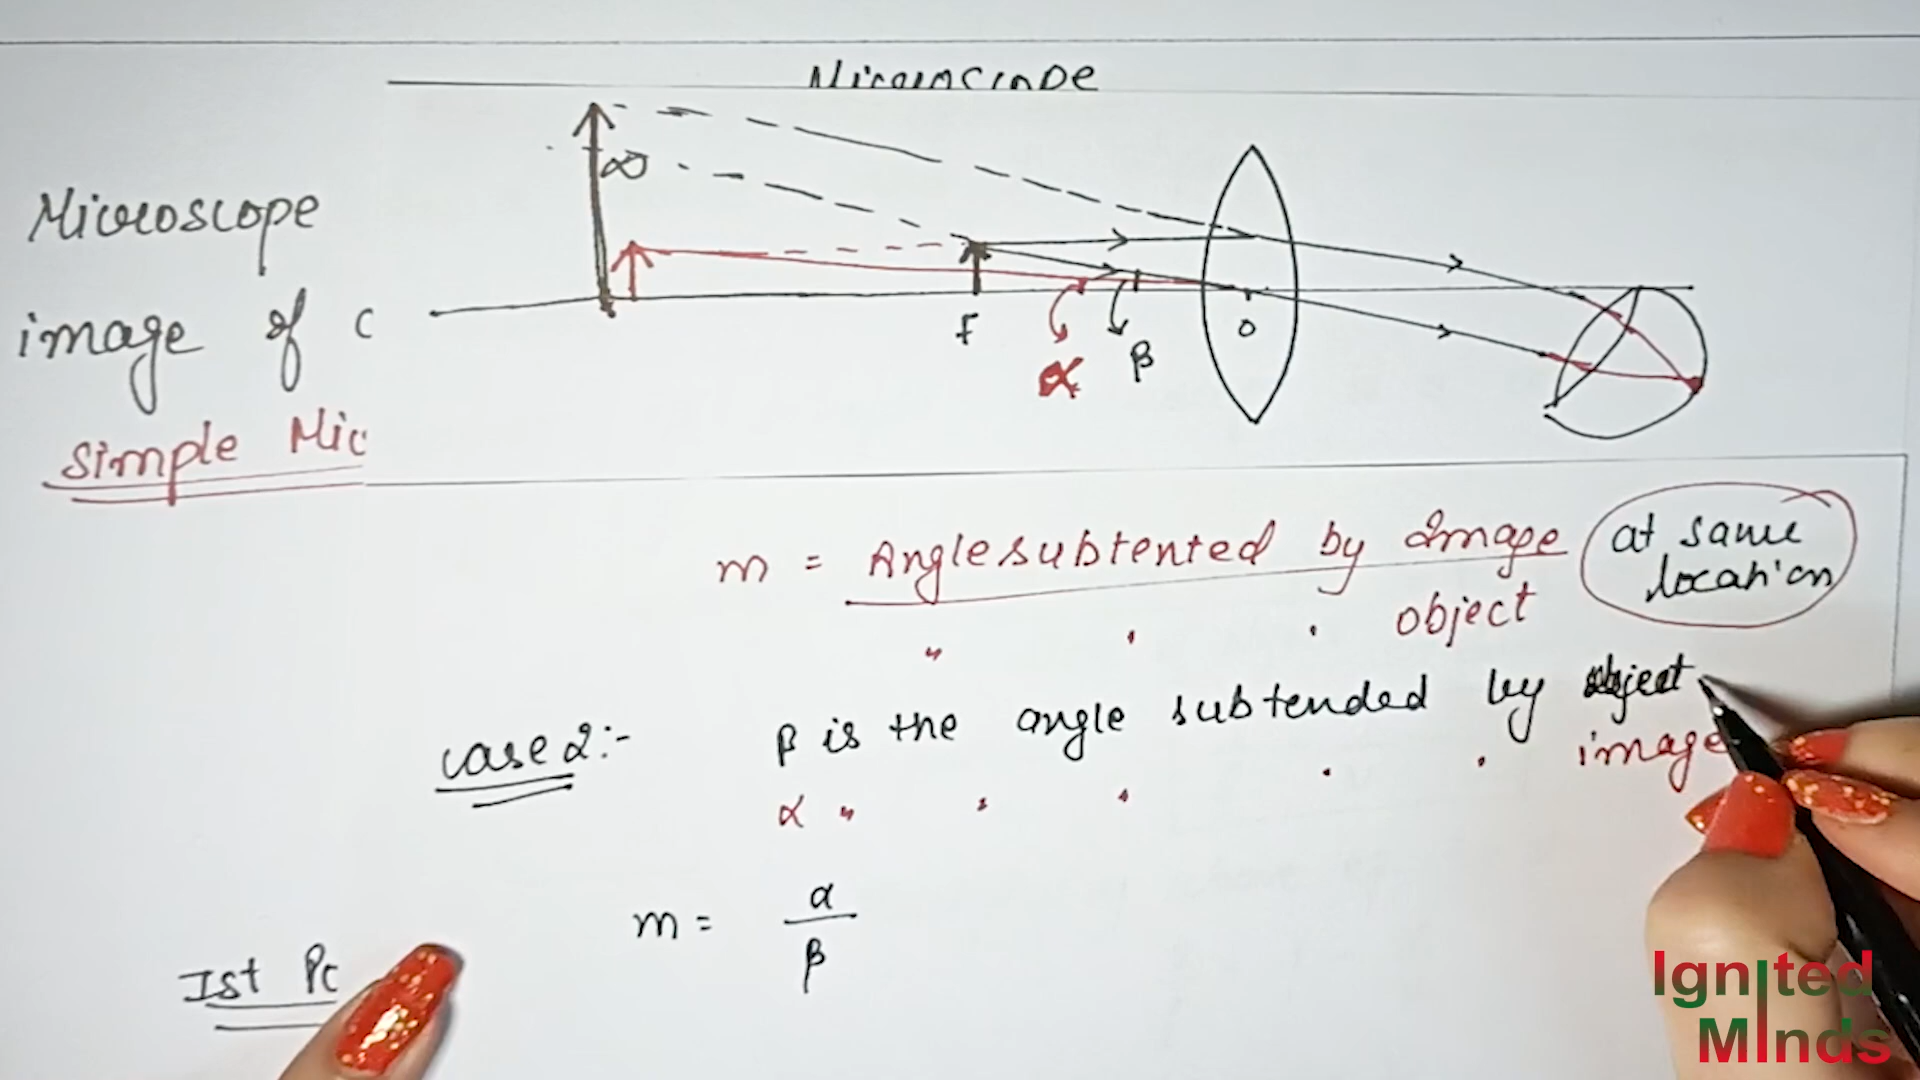 Microscope
∞
Microscope
image of c
Simple Mic
F
α
β
O
m = Angle subtented by Image
at same
location
" " " object
case 2:- β is the angle subtended by object
α " " " " " image
m = α
β
Ist Pc
Ignited
Minds